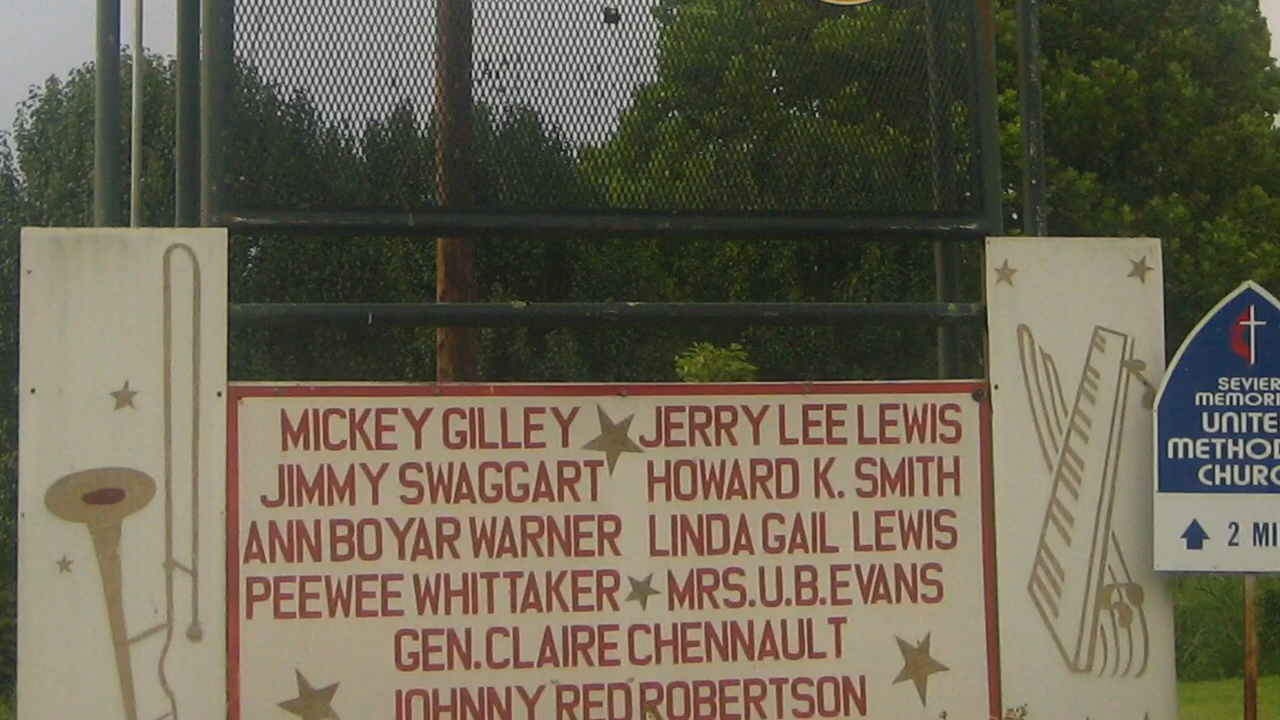 MICKEY GILLEY JERRY LEE LEWIS
JIMMY SWAGGART HOWARD K. SMITH
ANN BOYAR WARNER LINDA GAIL LEWIS
PEEWEE WHITTAKER MRS.U.B.EVANS
GEN.CLAIRE CHENNAULT
JOHNNY "RED" ROBERTSON
SEVIER
MEMORI
UNITE
METHOD
CHURC
2 MI